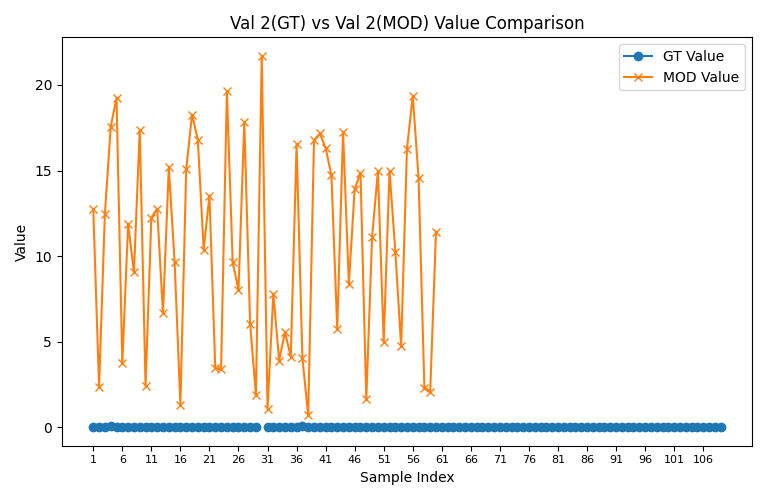 Val 2(GT) vs Val 2(MOD) Value Comparison
GT Value
MOD Value
20
15
10
5
0
Value
1 6 11 16 21 26 31 36 41 46 51 56 61 66 71 76 81 86 91 96 101 106
Sample Index